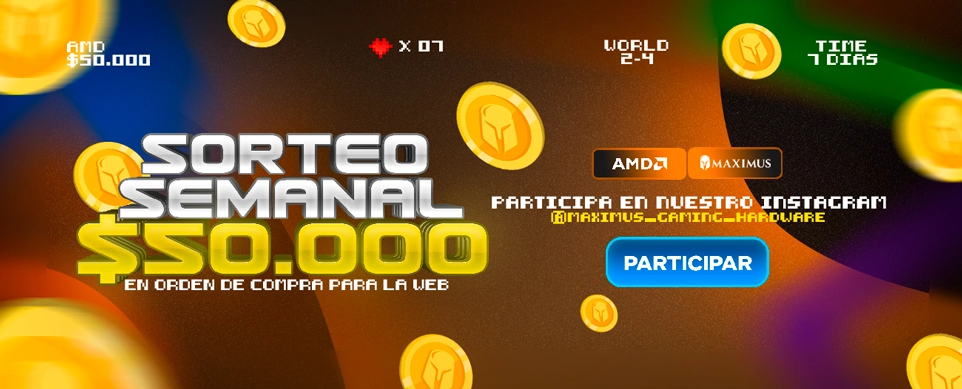 AMD
$50.000
X 07
WORLD
2-4
TIME
7 DIAS
SORTEO
SEMANAL
$50.000
EN ORDEN DE COMPRA PARA LA WEB
AMD MAXIMUS
PARTICIPA EN NUESTRO INSTAGRAM
@MAXIMUS_GAMING_HARDWARE
PARTICIPAR